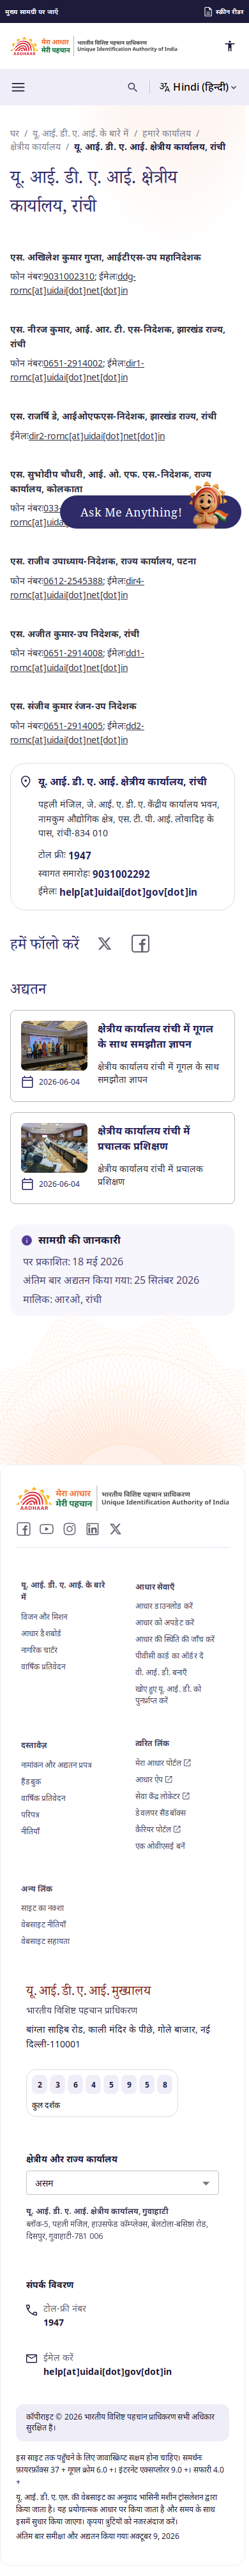 मुख्य सामग्री पर जाएँ
स्क्रीन रीडर
मेरा आधार
मेरी पहचान
AADHAAR
भारतीय विशिष्ट पहचान प्राधिकरण
Unique Identification Authority of India
Hindi (हिन्दी)
घर / यू. आई. डी. ए. आई. के बारे में / हमारे कार्यालय /
क्षेत्रीय कार्यालय / यू. आई. डी. ए. आई. क्षेत्रीय कार्यालय, रांची
यू. आई. डी. ए. आई. क्षेत्रीय
कार्यालय, रांची
एस. अखिलेश कुमार गुप्ता, आईटीएस-उप महानिदेशक
फोन नंबर:9031002310; ईमेल:ddg-
rornc[at]uidai[dot]net[dot]in
एस. नीरज कुमार, आई. आर. टी. एस-निदेशक, झारखंड राज्य,
रांची
फोन नंबर:0651-2914002; ईमेल:dir1-
rornc[at]uidai[dot]net[dot]in
एस. राजर्षि डे, आईओएफएस-निदेशक, झारखंड राज्य, रांची
ईमेल:dir2-rornc[at]uidai[dot]net[dot]in
एस. सुभोदीप चौधरी, आई. ओ. एफ. एस.-निदेशक, राज्य
कार्यालय, कोलकाता
फोन नंबर:033-
rornc[at]uida
Ask Me Anything!
एस. राजीव उपाध्याय-निदेशक, राज्य कार्यालय, पटना
फोन नंबर:0612-2545388; ईमेल:dir4-
rornc[at]uidai[dot]net[dot]in
एस. अजीत कुमार-उप निदेशक, रांची
फोन नंबर:0651-2914008; ईमेल:dd1-
rornc[at]uidai[dot]net[dot]in
एस. संजीव कुमार रंजन-उप निदेशक
फोन नंबर:0651-2914005; ईमेल:dd2-
rornc[at]uidai[dot]net[dot]in
यू. आई. डी. ए. आई. क्षेत्रीय कार्यालय, रांची
पहली मंजिल, जे. आई. ए. डी. ए. केंद्रीय कार्यालय भवन,
नामकुम औद्योगिक क्षेत्र, एस. टी. पी. आई. लोवाडिह के
पास, रांची-834 010
टोल फ्री: 1947
स्वागत समारोह: 9031002292
ईमेल: help[at]uidai[dot]gov[dot]in
हमें फॉलो करें
अद्यतन
क्षेत्रीय कार्यालय रांची में गूगल
के साथ समझौता ज्ञापन
क्षेत्रीय कार्यालय रांची में गूगल के साथ
समझौता ज्ञापन
2026-06-04
क्षेत्रीय कार्यालय रांची में
प्रचालक प्रशिक्षण
क्षेत्रीय कार्यालय रांची में प्रचालक
प्रशिक्षण
2026-06-04
सामग्री की जानकारी
पर प्रकाशित: 18 मई 2026
अंतिम बार अद्यतन किया गया: 25 सितंबर 2026
मालिक: आरओ, रांची
AADHAAR
मेरा आधार
मेरी पहचान
भारतीय विशिष्ट पहचान प्राधिकरण
Unique Identification Authority of India
यू. आई. डी. ए. आई. के बारे
में
विजन और मिशन
आधार डैशबोर्ड
नागरिक चार्टर
वार्षिक प्रतिवेदन
आधार सेवाएँ
आधार डाउनलोड करें
आधार को अपडेट करें
आधार की स्थिति की जाँच करें
पीवीसी कार्ड का ऑर्डर दें
वी. आई. डी. बनाएँ
खोए हुए यू. आई. डी. को
पुनर्प्राप्त करें
दस्तावेज़
नामांकन और अद्यतन प्रपत्र
हैंडबुक
वार्षिक प्रतिवेदन
परिपत्र
नीतियाँ
त्वरित लिंक
मेरा आधार पोर्टल
आधार ऐप
सेवा केंद्र लोकेटर
डेवलपर सैंडबॉक्स
कैरियर पोर्टल
एक ओवीएसई बनें
अन्य लिंक
साइट का नक्शा
वेबसाइट नीतियाँ
वेबसाइट सहायता
यू. आई. डी. ए. आई. मुख्यालय
भारतीय विशिष्ट पहचान प्राधिकरण
बांग्ला साहिब रोड, काली मंदिर के पीछे, गोले बाजार, नई
दिल्ली-110001
2 3 6 4 5 9 5 8
कुल दर्शक
क्षेत्रीय और राज्य कार्यालय
असम
यू. आई. डी. ए. आई. क्षेत्रीय कार्यालय, गुवाहाटी
ब्लॉक-5, पहली मंजिल, हाउसफेड कॉम्प्लेक्स, बेलटोला-बसिष्ठा रोड,
दिसपुर, गुवाहाटी-781 006
संपर्क विवरण
टोल-फ्री नंबर
1947
ईमेल करें
help[at]uidai[dot]gov[dot]in
कॉपीराइट © 2026 भारतीय विशिष्ट पहचान प्राधिकरण सभी अधिकार
सुरक्षित हैं।
इस साइट तक पहुँचने के लिए जावास्क्रिप्ट सक्षम होना चाहिए। समर्थनः
फ़ायरफ़ॉक्स 37 + गूगल क्रोम 6.0 +। इंटरनेट एक्सप्लोरर 9.0 +। सफारी 4.0
+
यू. आई. डी. ए. एल. की वेबसाइट का अनुवाद भासिनी मशीन ट्रांसलेशन द्वारा
किया जाता है। यह प्रयोगात्मक आधार पर किया जाता है और समय के साथ
इसमें सुधार किया जाएगा। कृपया त्रुटियों को नजरअंदाज करें।
अंतिम बार समीक्षा और अद्यतन किया गयाः अक्टूबर 9, 2026